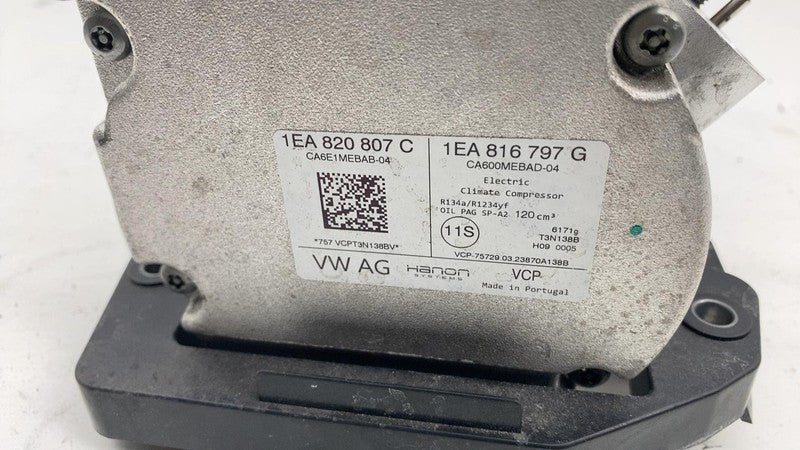 1EA 820 807 C
CA6E1MEBAB-04
*757 VCPT3N138BV*
VW AG
Hanon
SYSTEMS
1EA 816 797 G
CA600MEBAD-04
Electric
Climate Compressor
R134a/R1234yf
OIL PAG SP-A2 120 cm³
11S
6171g
T3N138B
H09 0005
VCP-75729.03.23870A138B
VCP
Made in Portugal